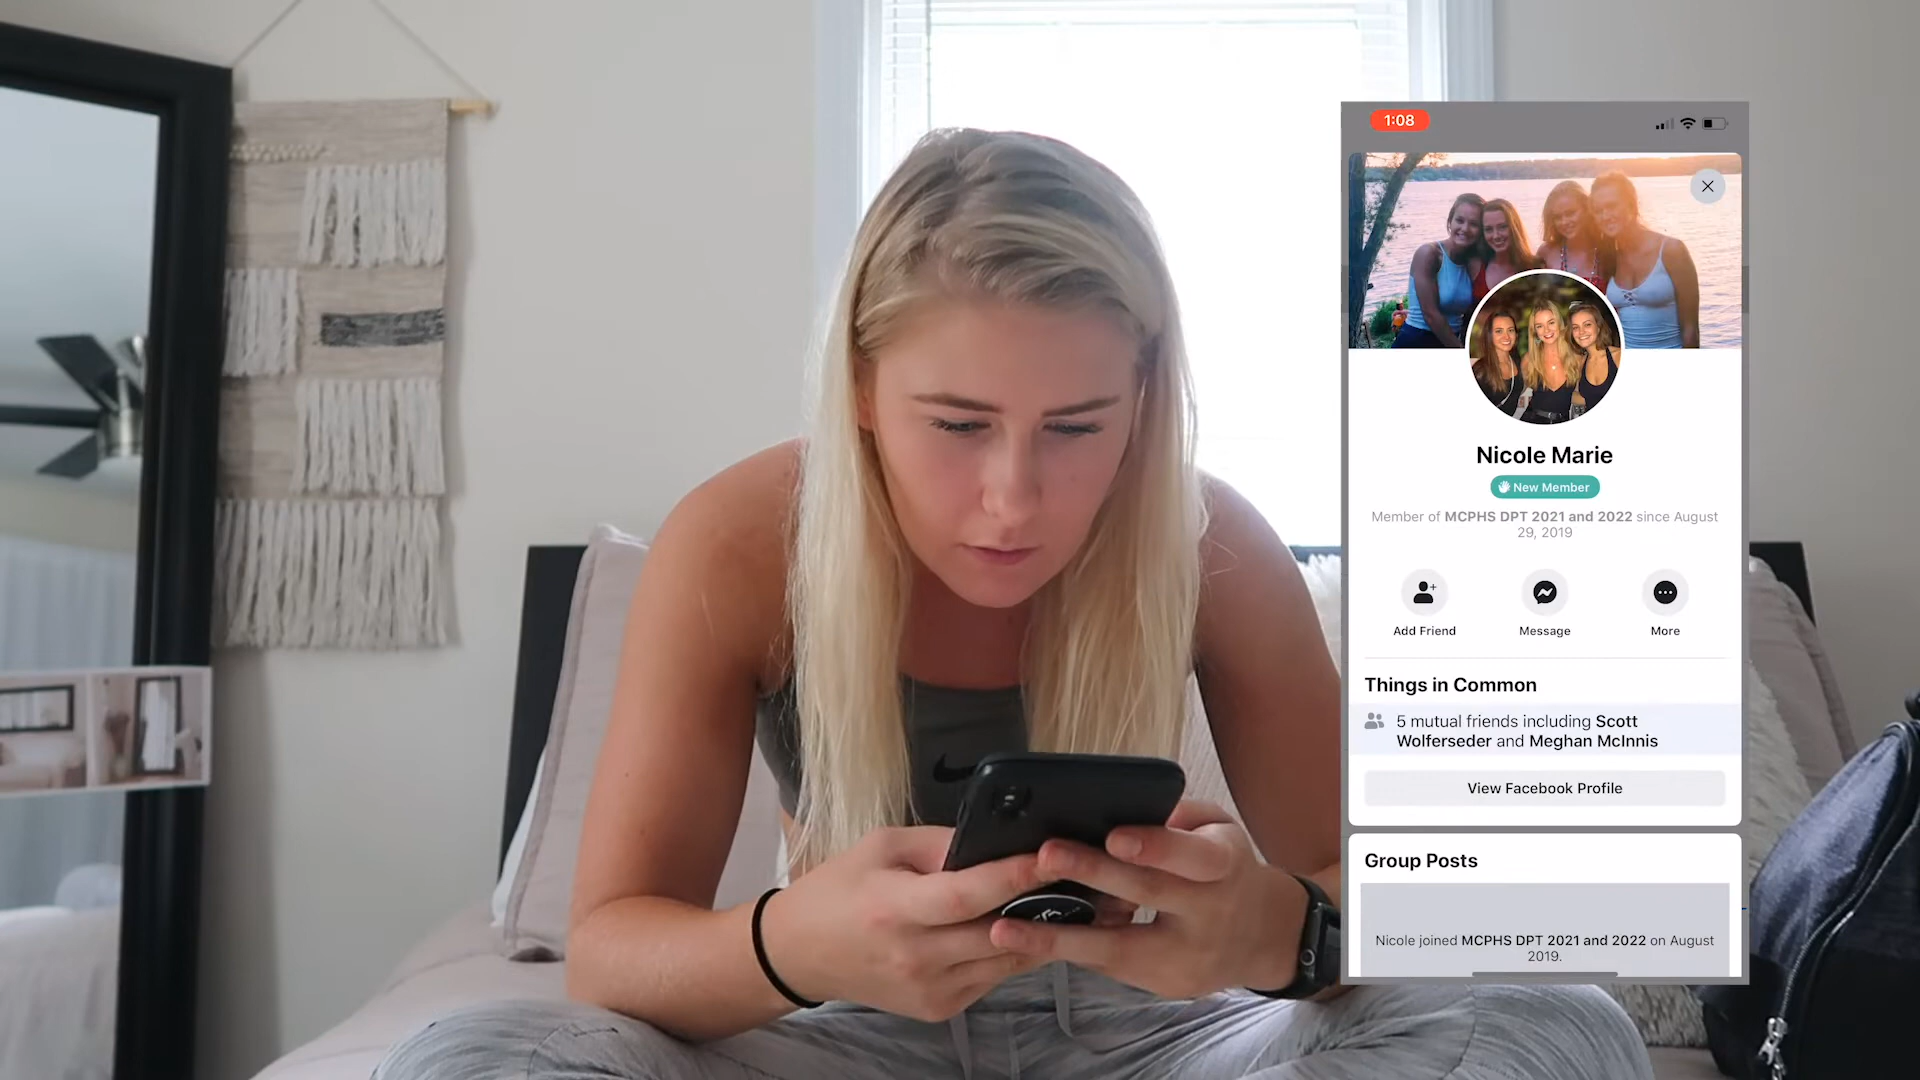 1:08
Nicole Marie
New Member
Member of MCPHS DPT 2021 and 2022 since August
29, 2019
Add Friend
Message
More
Things in Common
5 mutual friends including Scott
Wolferseder and Meghan McInnis
View Facebook Profile
Group Posts
Nicole joined MCPHS DPT 2021 and 2022 on August
2019.